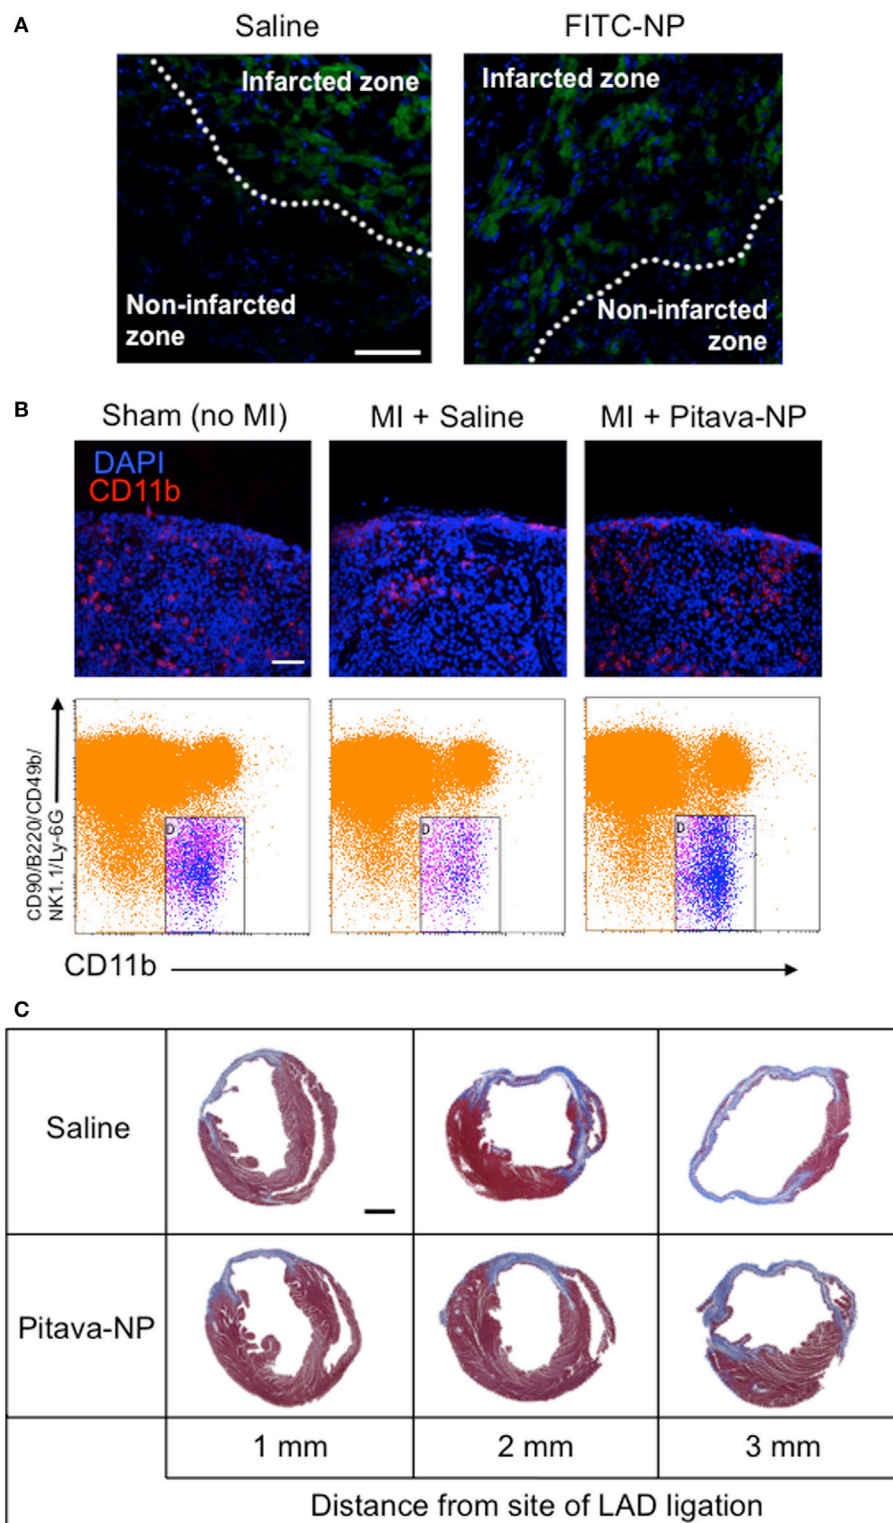 A
Saline
FITC-NP
Infarcted zone
Infarcted zone
Non-infarcted
zone
Non-infarcted
zone
B
Sham (no MI)
MI + Saline
MI + Pitava-NP
DAPI
CD11b
CD90/B220/CD49b/
NK1.1/Ly-6G
D
D
D
CD11b
C
Saline
Pitava-NP
1 mm
2 mm
3 mm
Distance from site of LAD ligation